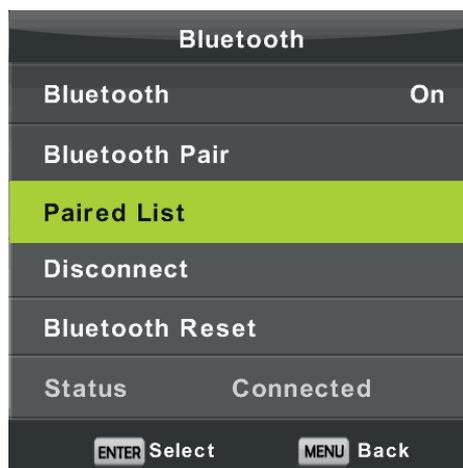 Bluetooth
Bluetooth On
Bluetooth Pair
Paired List
Disconnect
Bluetooth Reset
Status Connected
ENTER Select MENU Back